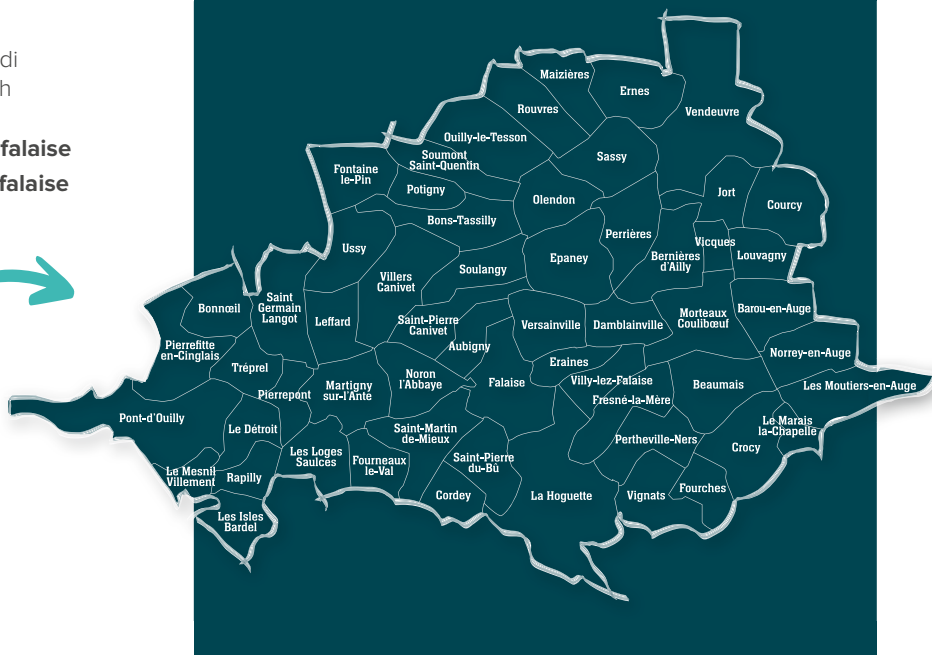 di
h
falaise
falaise
Maizières
Ernes
Rouvres
Vendeuvre
Ouilly-le-Tesson
Soumont
Saint-Quentin
Sassy
Fontaine
le-Pin
Potigny
Olendon
Jort
Courcy
Bons-Tassilly
Perrières
Ussy
Vicques
Epaney
Bernières
d'Ailly
Louvagny
Soulangy
Villers
Canivet
Bonnœil
Saint
Germain
Langot
Leffard
Saint-Pierre
Canivet
Versainville
Damblainville
Morteaux
Coulibœuf
Barou-en-Auge
Aubigny
Pierrefitte
en-Cinglais
Norrey-en-Auge
Tréprel
Eraines
Noron
l'Abbaye
Falaise
Villy-lez-Falaise
Beaumais
Les Moutiers-en-Auge
Pierrepont
Martigny
sur-l'Ante
Fresné-la-Mère
Pont-d'Ouilly
Le Détroit
Saint-Martin
de-Mieux
Pertheville-Ners
Le Marais
la-Chapelle
Crocy
Les Loges
Saulces
Fourneaux
le-Val
Saint-Pierre
du-Bû
Le Mesnil
Villement
Rapilly
Cordey
La Hoguette
Vignats
Fourches
Les Isles
Bardel